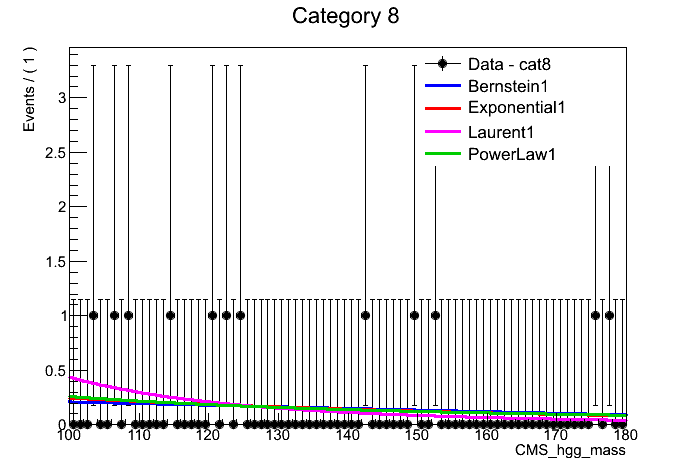 Category 8
Events / ( 1 )
Data - cat8
Bernstein1
Exponential1
Laurent1
PowerLaw1
3
2.5
2
1.5
1
0.5
0
100 110 120 130 140 150 160 170 180
CMS_hgg_mass